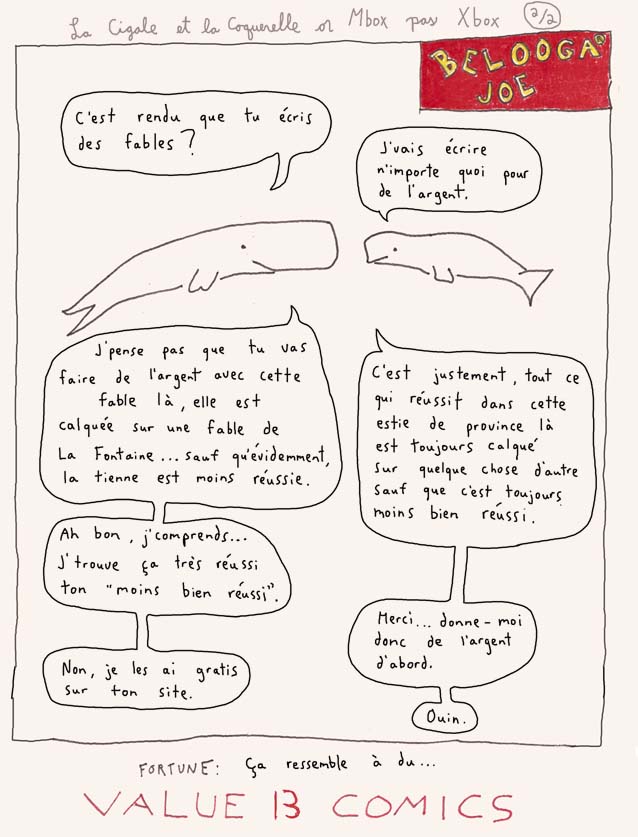 La Cigale et la Coquerelle or Mbox pas Xbox 2/2
BELOOGA
JOE
C'est rendu que tu écris
des fables?
J'vais écrire
n'importe quoi pour
de l'argent.
J'pense pas que tu vas
faire de l'argent avec cette
fable là, elle est
calquée sur une fable de
La Fontaine... sauf qu'évidemment,
la tienne est moins réussie.
C'est justement, tout ce
qui réussit dans cette
estie de province là
est toujours calqué
sur quelque chose d'autre
sauf que c'est toujours
moins bien réussi.
Ah bon, j'comprends...
J'trouve ça très réussi
ton "moins bien réussi".
Merci... donne-moi
donc de l'argent
d'abord.
Non, je les ai gratis
sur ton site.
Ouin.
FORTUNE: ça ressemble à du...
VALUE 13 COMICS